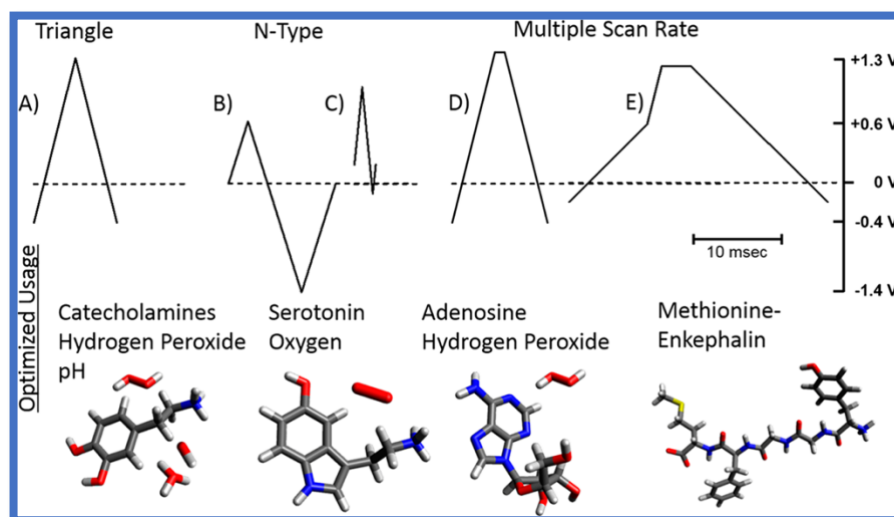 Triangle
N-Type
Multiple Scan Rate
A)
B)
C)
D)
E)
+1.3 V
+0.6 V
0 V
-0.4 V
-1.4 V
10 msec
Optimized Usage
Catecholamines
Hydrogen Peroxide
pH
Serotonin
Oxygen
Adenosine
Hydrogen Peroxide
Methionine-
Enkephalin